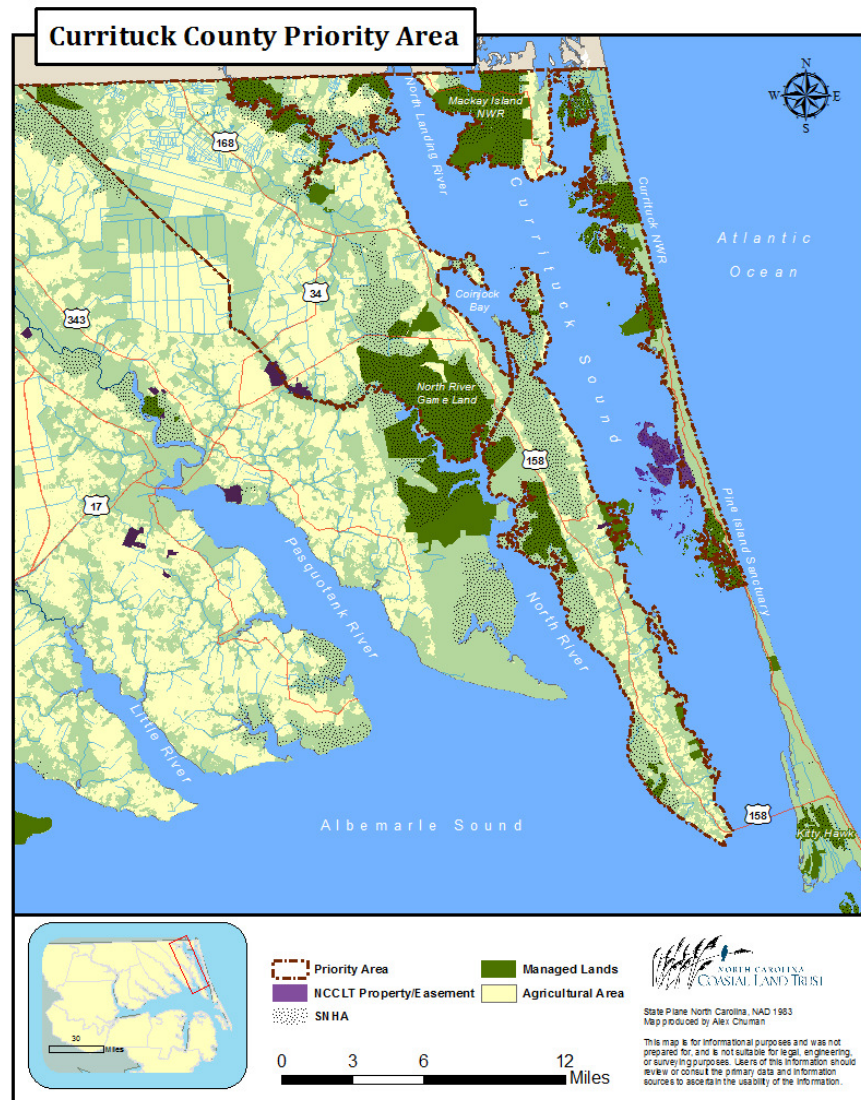 Currituck County Priority Area
N
W
E
S
168
Mackay Island
NWR
North Landing River
Currituck NWR
Currituck Sound
Atlantic
Ocean
34
Coinjock
Bay
343
North River
Game Land
158
17
Pine Island Sanctuary
Pasquotank River
North River
Little River
Albemarle Sound
158
Kitty Hawk
30
Miles
Priority Area
Managed Lands
NCCLT Property/Easement
Agricultural Area
SNHA
0
3
6
12
Miles
NORTH CAROLINA
COASTAL LAND TRUST
State Plane North Carolina, NAD 1983
Map produced by Alex Chuman
This map is for informational purposes and was not
prepared for, and is not suitable for legal, engineering,
or surveying purposes. Users of this information should
review or consult the primary data and information
sources to ascertain the usability of the information.